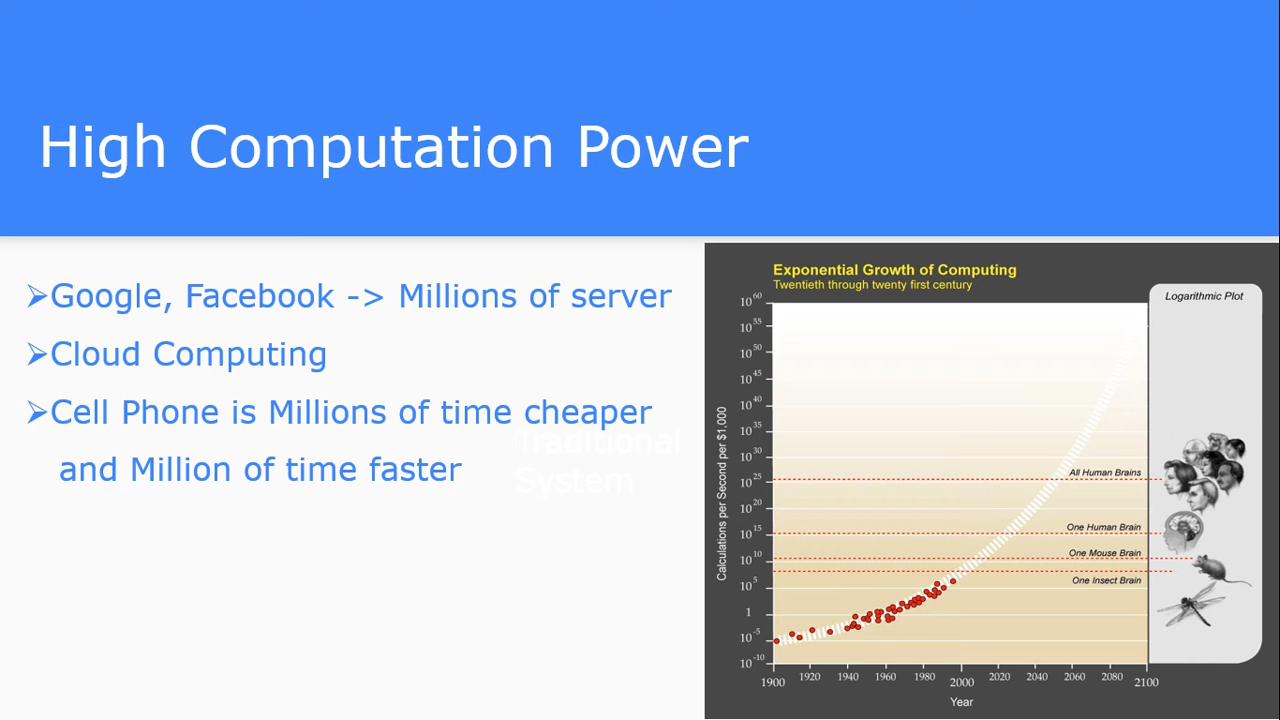 High Computation Power
➢Google, Facebook -> Millions of server
➢Cloud Computing
➢Cell Phone is Millions of time cheaper
and Million of time faster
Traditional
System
Exponential Growth of Computing
Twentieth through twenty first century
Logarithmic Plot
Calculations per Second per $1,000
10^60
10^55
10^50
10^45
10^40
10^35
10^30
10^25
10^20
10^15
10^10
10^5
1
10^-5
10^-10
All Human Brains
One Human Brain
One Mouse Brain
One Insect Brain
1900 1920 1940 1960 1980 2000 2020 2040 2060 2080 2100
Year